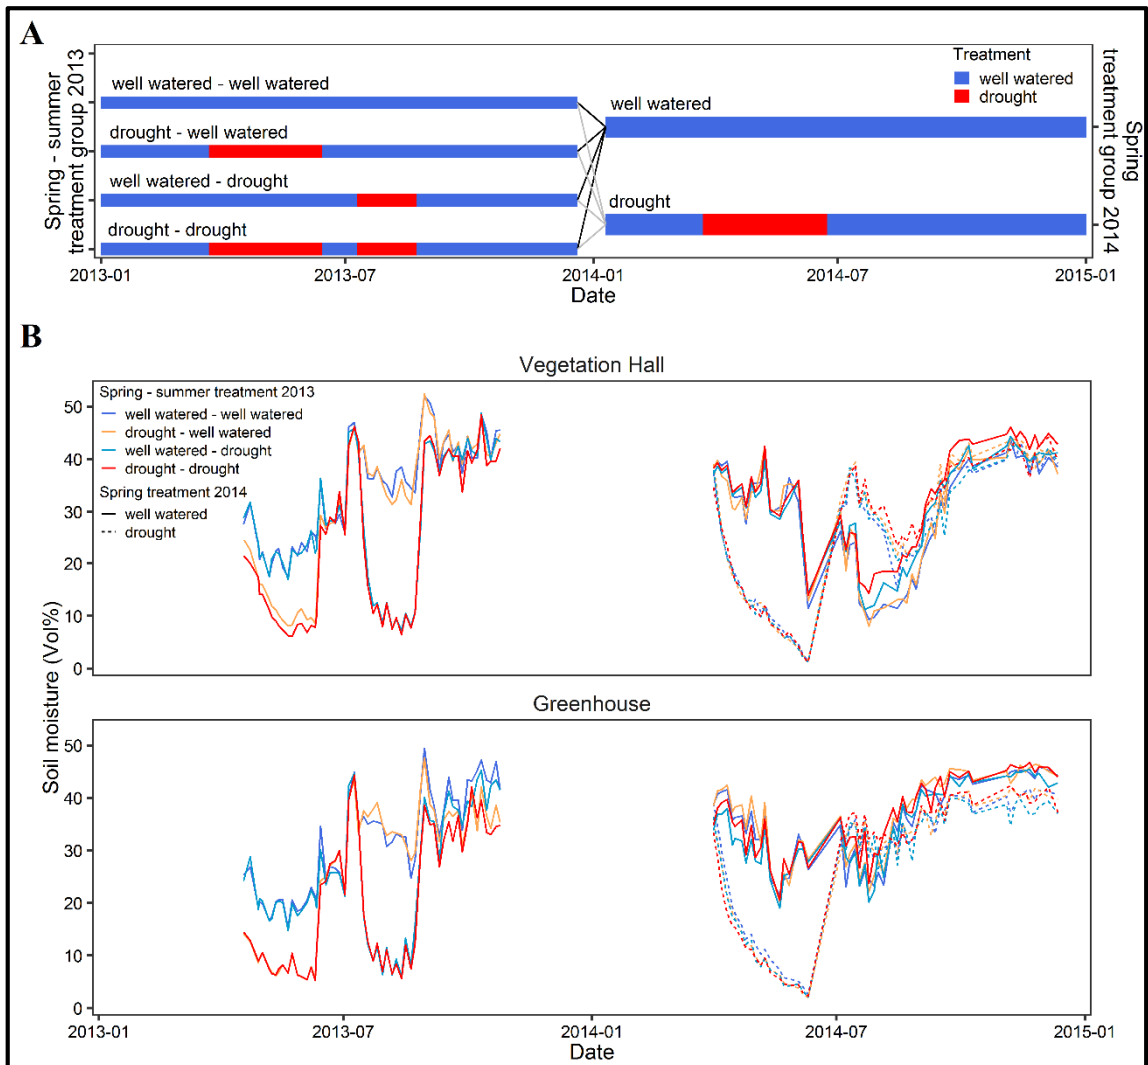 A
Spring - summer
treatment group 2013
well watered - well watered
drought - well watered
well watered - drought
drought - drought
well watered
drought
Treatment
well watered
drought
Spring
treatment group 2014
2013-01
2013-07
2014-01
2014-07
2015-01
Date
B
Vegetation Hall
Soil moisture (Vol%)
50
40
30
20
10
0
Spring - summer treatment 2013
well watered - well watered
drought - well watered
well watered - drought
drought - drought
Spring treatment 2014
well watered
drought
Greenhouse
50
40
30
20
10
0
2013-01
2013-07
2014-01
2014-07
2015-01
Date